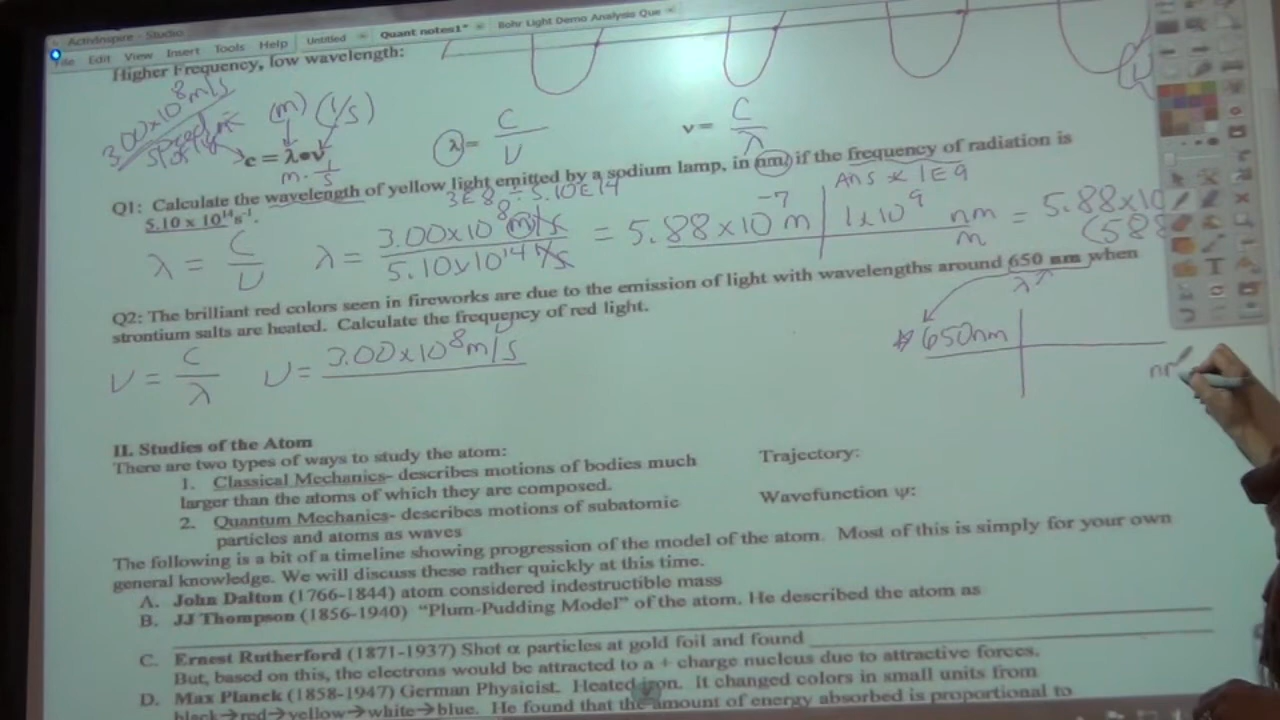 ActivInspire - Studio
File Edit View Insert Tools Help Untitled Quant notes1* Bohr Light Demo Analysis Que
Higher Frequency, low wavelength:
3.00x10^8 m/s
speed of light
(m) (1/s)
c = λ•ν
m · 1/s
λ = C/ν
ν = C/λ
Q1: Calculate the wavelength of yellow light emitted by a sodium lamp, in nm, if the frequency of radiation is
5.10 x 10^14 s^-1.
3E8 ÷ 5.10E14
Ans * 1E9
λ = C/ν λ = 3.00x10^8 m/s / 5.10x10^14 1/s = 5.88x10^-7 m | 1x10^9 nm/m = 5.88x10
(588
Q2: The brilliant red colors seen in fireworks are due to the emission of light with wavelengths around 650 nm when
strontium salts are heated. Calculate the frequency of red light.
λ
ν
ν = C/λ ν = 3.00x10^8 m/s
650nm
nm
II. Studies of the Atom
There are two types of ways to study the atom:
1. Classical Mechanics- describes motions of bodies much
larger than the atoms of which they are composed.
Trajectory:
2. Quantum Mechanics- describes motions of subatomic
particles and atoms as waves
Wavefunction ψ:
The following is a bit of a timeline showing progression of the model of the atom. Most of this is simply for your own
general knowledge. We will discuss these rather quickly at this time.
A. John Dalton (1766-1844) atom considered indestructible mass
B. JJ Thompson (1856-1940) “Plum-Pudding Model” of the atom. He described the atom as
C. Ernest Rutherford (1871-1937) Shot α particles at gold foil and found
But, based on this, the electrons would be attracted to a + charge nucleus due to attractive forces.
D. Max Planck (1858-1947) German Physicist. Heated iron. It changed colors in small units from
black→red→yellow→white→blue. He found that the amount of energy absorbed is proportional to